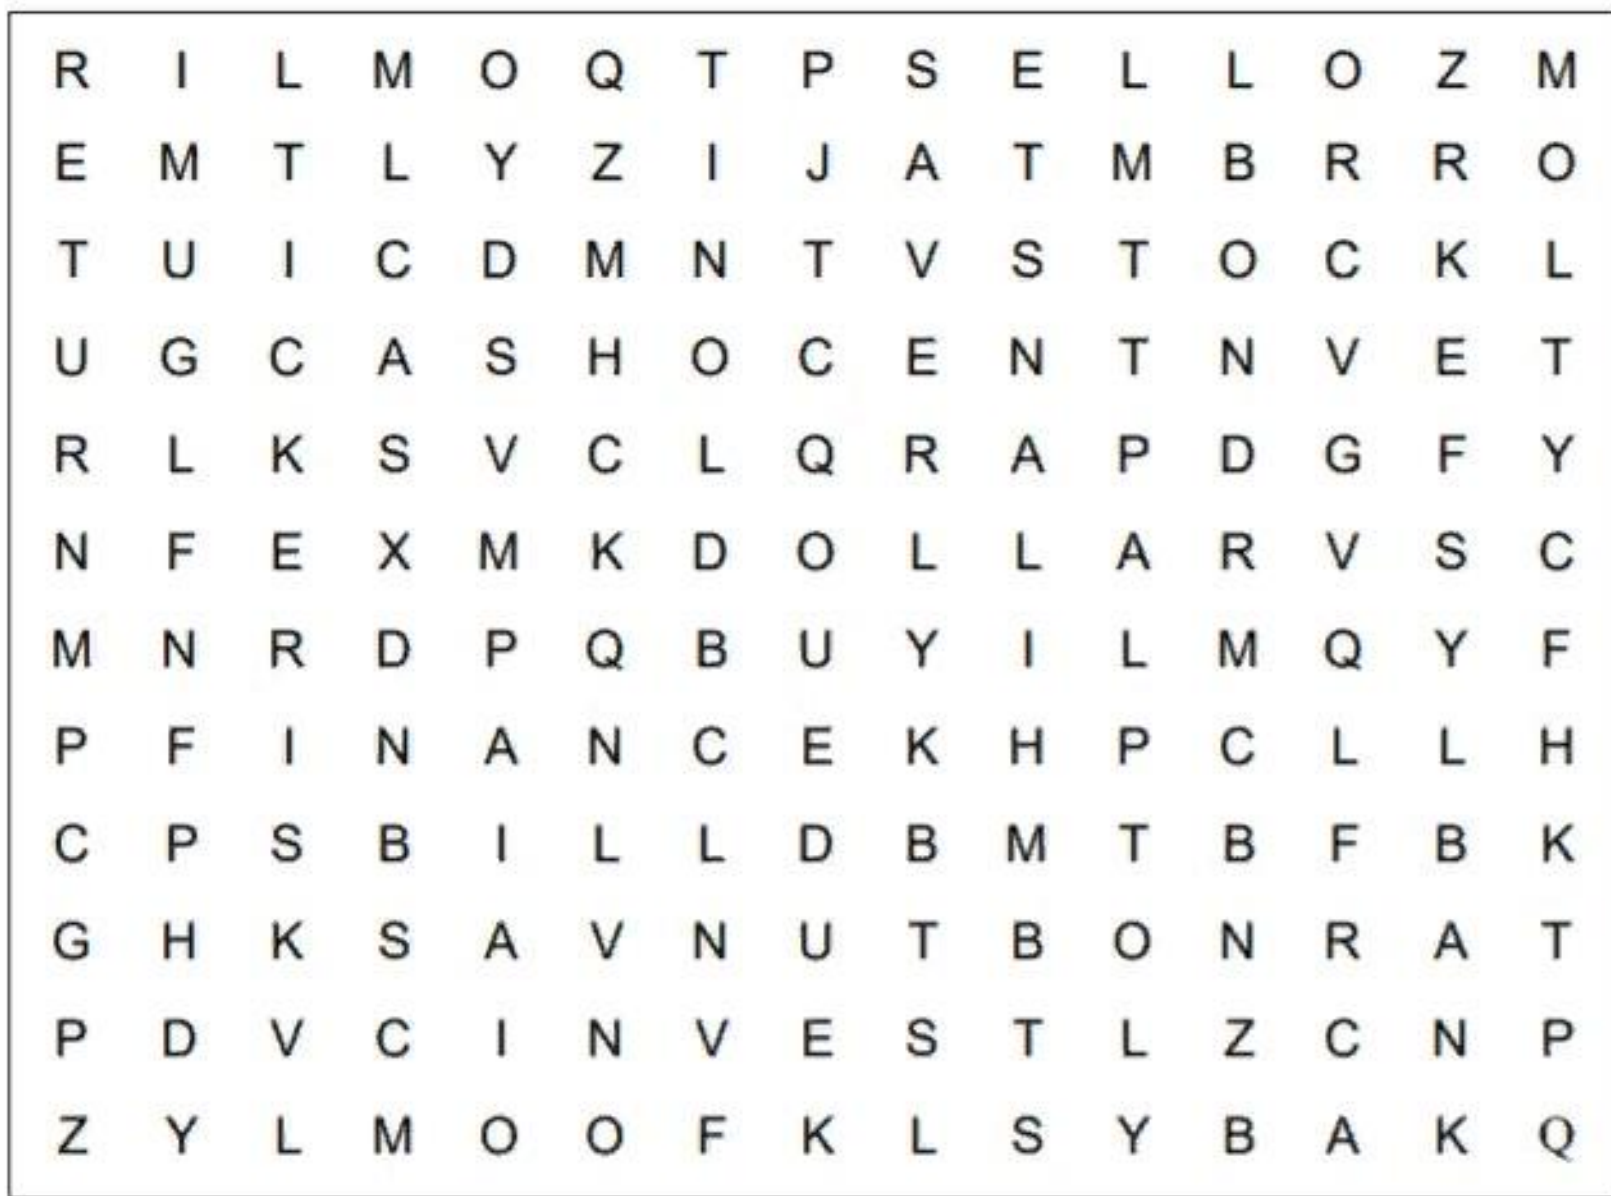 R I L M O Q T P S E L L O Z M
E M T L Y Z I J A T M B R R O
T U I C D M N T V S T O C K L
U G C A S H O C E N T N V E T
R L K S V C L Q R A P D G F Y
N F E X M K D O L L A R V S C
M N R D P Q B U Y I L M Q Y F
P F I N A N C E K H P C L L H
C P S B I L L D B M T B F B K
G H K S A V N U T B O N R A T
P D V C I N V E S T L Z C N P
Z Y L M O O F K L S Y B A K Q